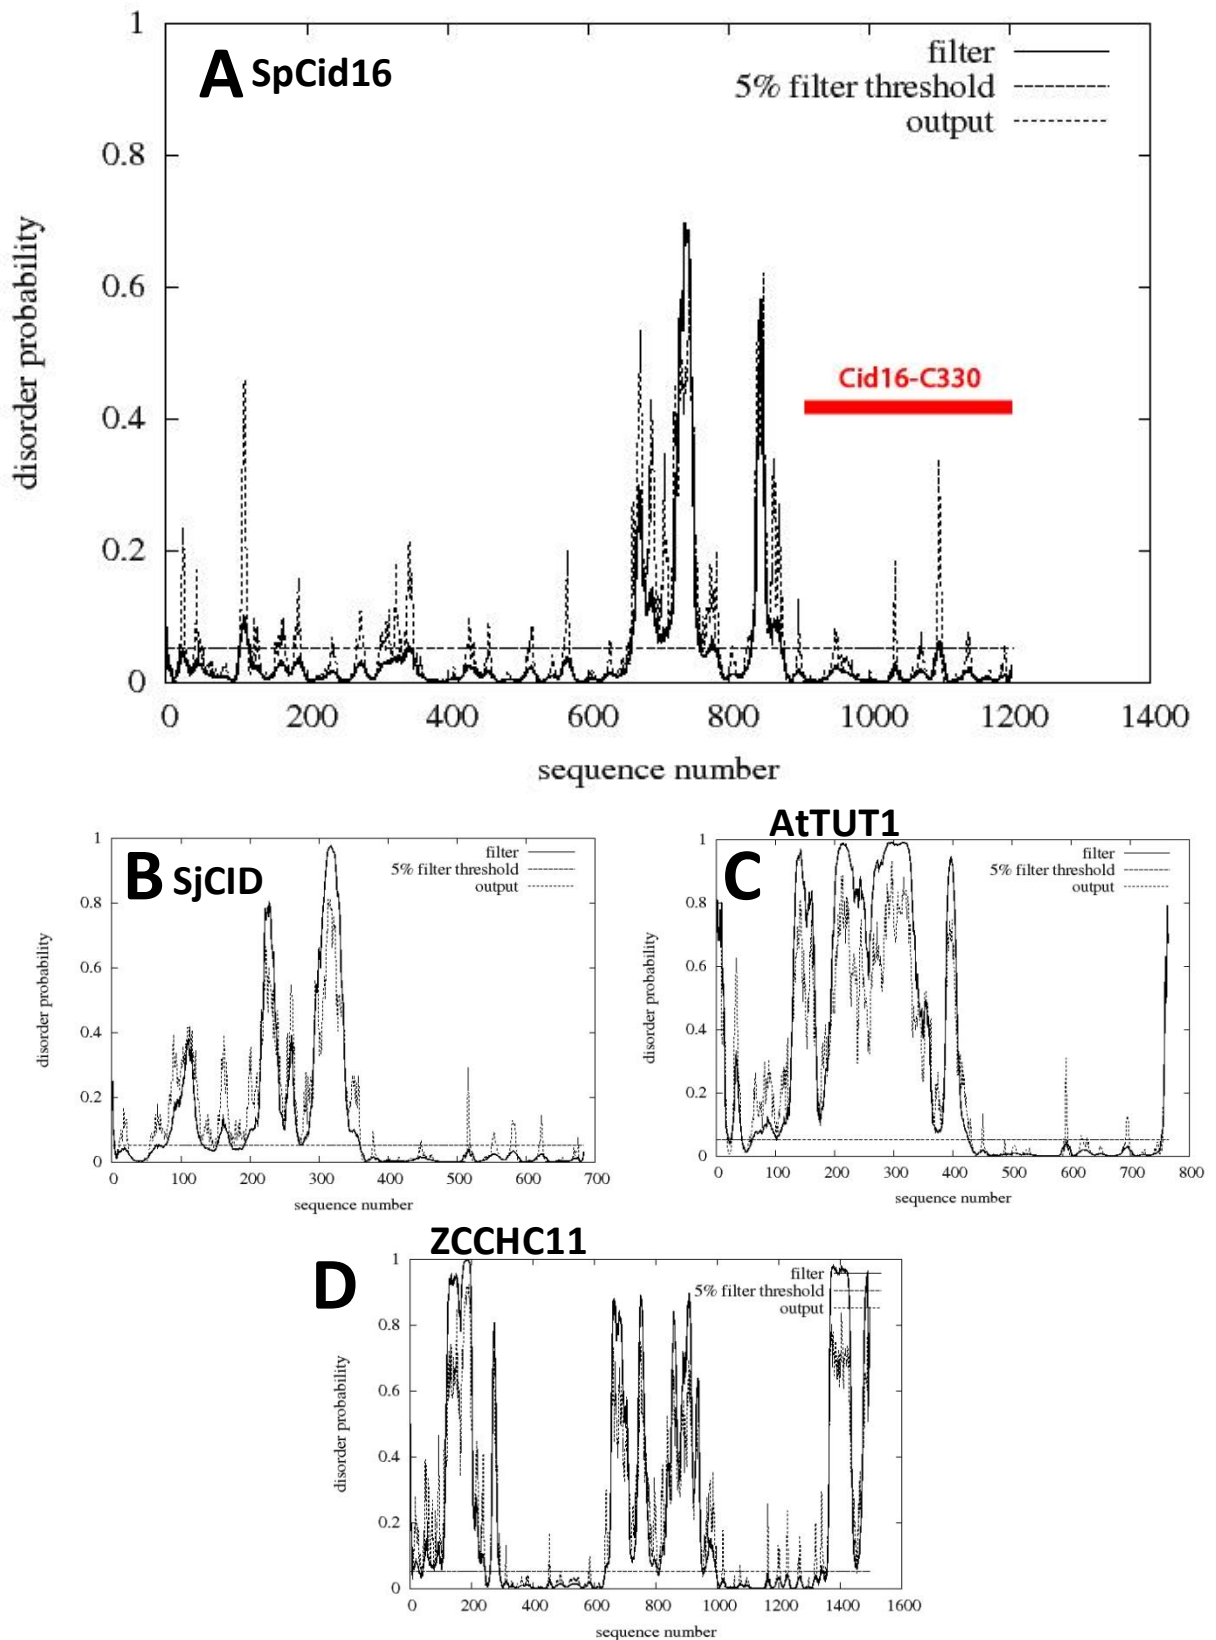 A SpCid16
filter
5% filter threshold
output
1
0.8
0.6
0.4
0.2
0
disorder probability
Cid16-C330
0 200 400 600 800 1000 1200 1400
sequence number
B SjCID
filter
5% filter threshold
output
1
0.8
0.6
0.4
0.2
0
disorder probability
0 100 200 300 400 500 600 700
sequence number
AtTUT1
C
filter
5% filter threshold
output
1
0.8
0.6
0.4
0.2
0
disorder probability
0 100 200 300 400 500 600 700 800
sequence number
ZCCHC11
D
filter
5% filter threshold
output
1
0.8
0.6
0.4
0.2
0
disorder probability
0 200 400 600 800 1000 1200 1400 1600
sequence number